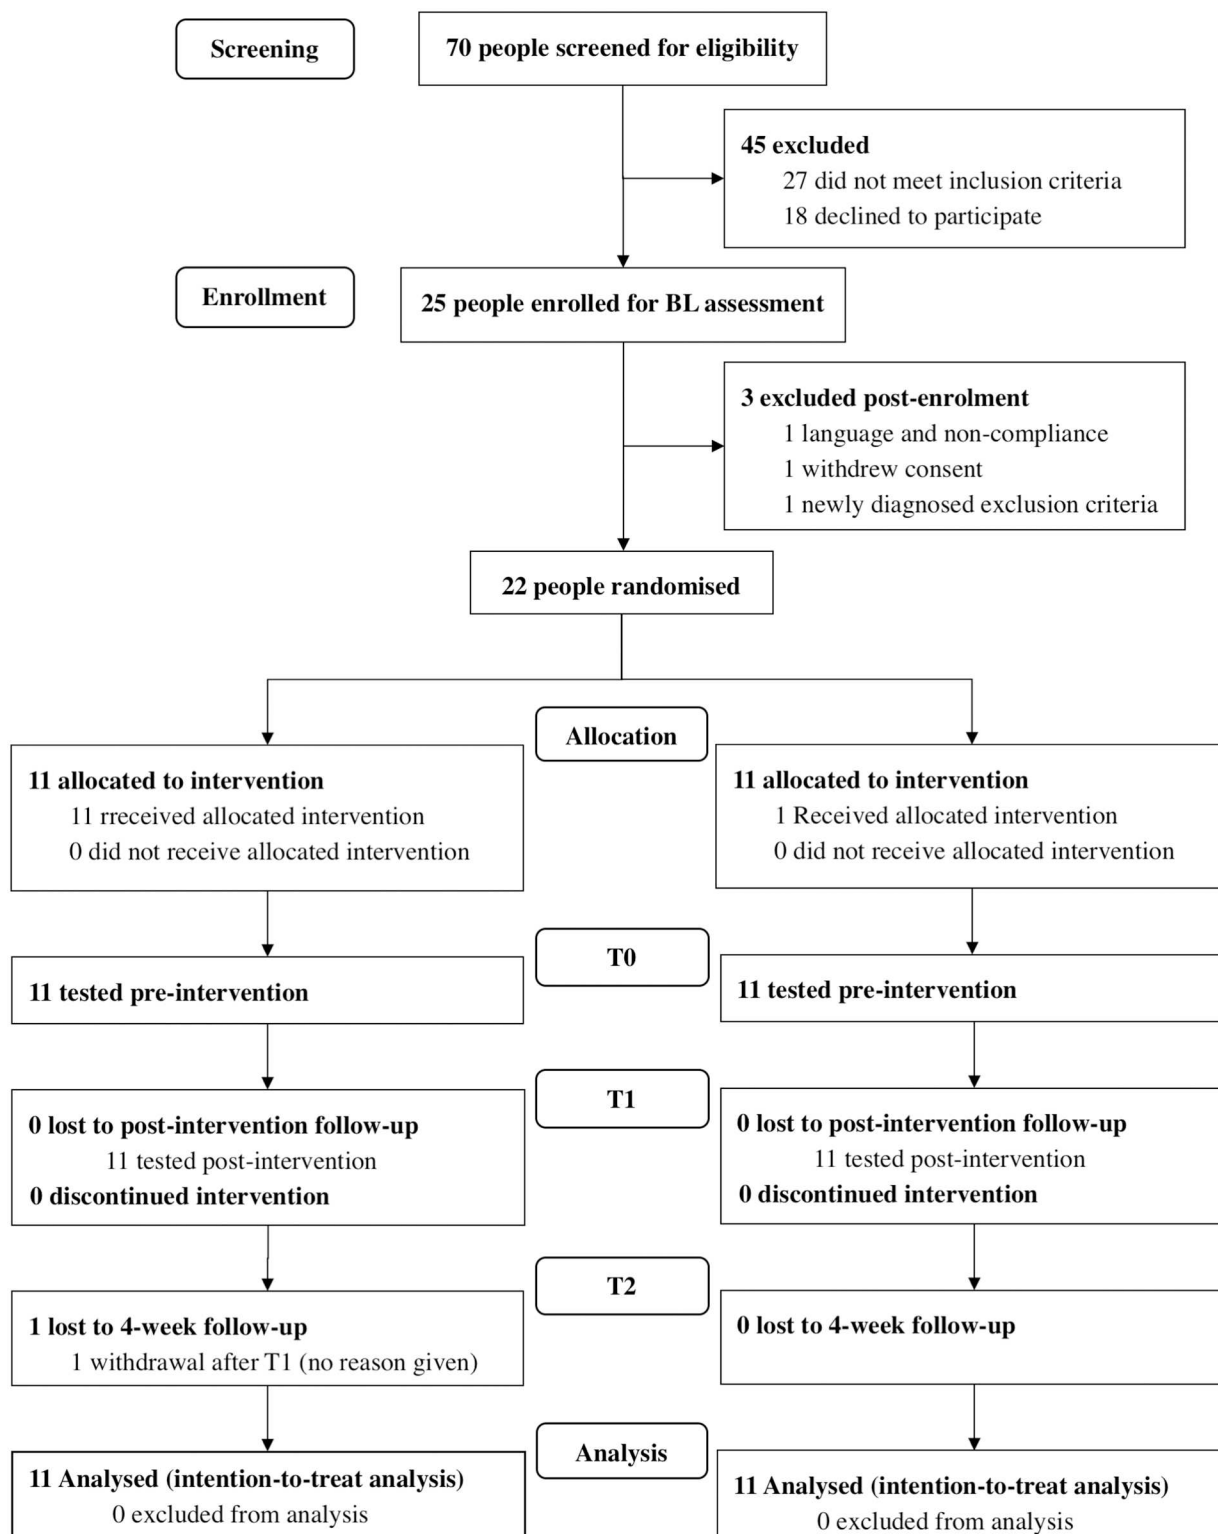 Screening
70 people screened for eligibility
45 excluded
27 did not meet inclusion criteria
18 declined to participate
Enrollment
25 people enrolled for BL assessment
3 excluded post-enrolment
1 language and non-compliance
1 withdrew consent
1 newly diagnosed exclusion criteria
22 people randomised
Allocation
11 allocated to intervention
11 rreceived allocated intervention
0 did not receive allocated intervention
11 allocated to intervention
1 Received allocated intervention
0 did not receive allocated intervention
T0
11 tested pre-intervention
11 tested pre-intervention
T1
0 lost to post-intervention follow-up
11 tested post-intervention
0 discontinued intervention
0 lost to post-intervention follow-up
11 tested post-intervention
0 discontinued intervention
T2
1 lost to 4-week follow-up
1 withdrawal after T1 (no reason given)
0 lost to 4-week follow-up
Analysis
11 Analysed (intention-to-treat analysis)
0 excluded from analysis
11 Analysed (intention-to-treat analysis)
0 excluded from analysis